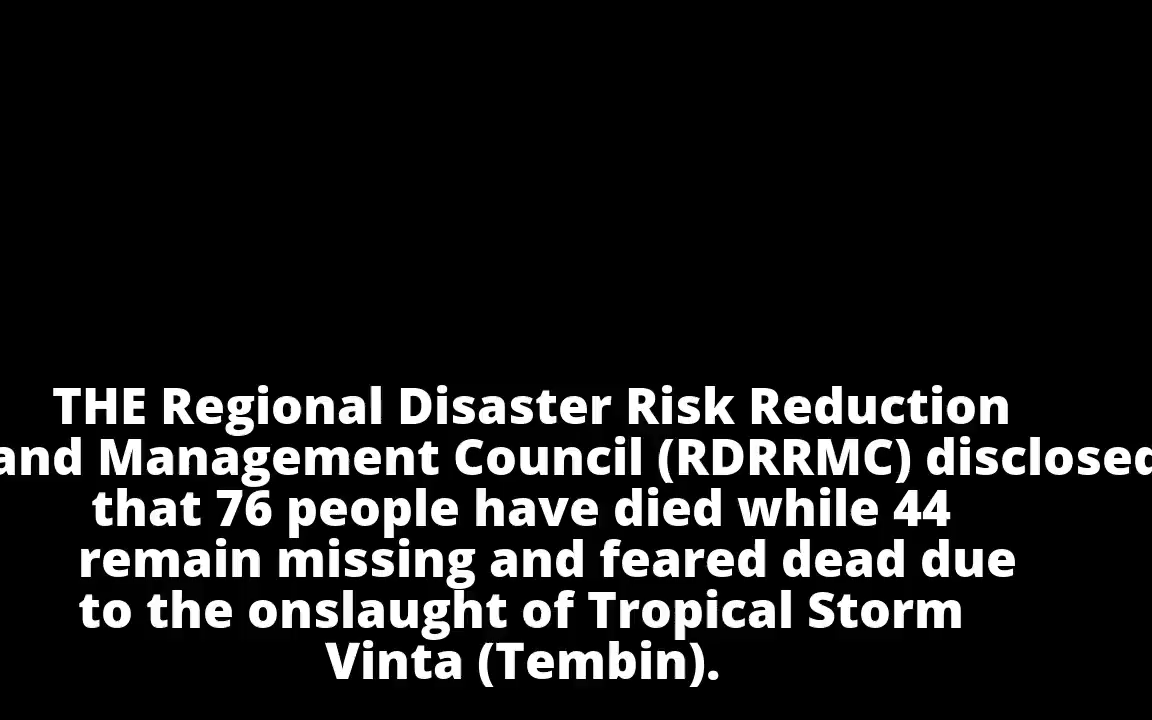 THE Regional Disaster Risk Reduction
and Management Council (RDRRMC) disclosed
that 76 people have died while 44
remain missing and feared dead due
to the onslaught of Tropical Storm
Vinta (Tembin).